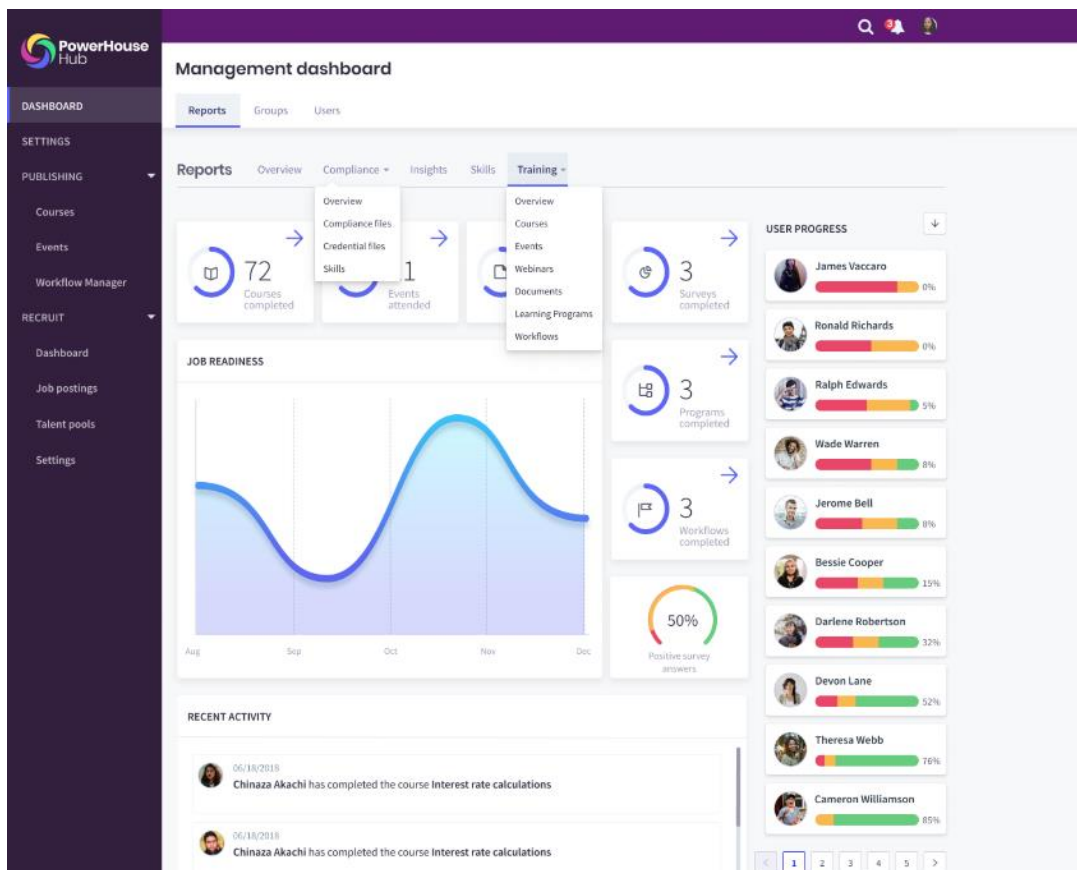 PowerHouse
Hub
3
Management dashboard
DASHBOARD
SETTINGS
PUBLISHING
Courses
Events
Workflow Manager
RECRUIT
Dashboard
Job postings
Talent pools
Settings
Reports Groups Users
Reports Overview Compliance Insights Skills Training
Overview
Compliance files
Credential files
Skills
Overview
Courses
Events
Webinars
Documents
Learning Programs
Workflows
72
Courses
completed
1
Events
attended
3
Surveys
completed
3
Programs
completed
3
Workflows
completed
50%
Positive survey
answers
JOB READINESS
Aug Sep Oct Nov Dec
RECENT ACTIVITY
06/18/2018
Chinaza Akachi has completed the course Interest rate calculations
06/18/2018
Chinaza Akachi has completed the course Interest rate calculations
USER PROGRESS
James Vaccaro
0%
Ronald Richards
0%
Ralph Edwards
5%
Wade Warren
8%
Jerome Bell
8%
Bessie Cooper
15%
Darlene Robertson
32%
Devon Lane
52%
Theresa Webb
76%
Cameron Williamson
85%
< 1 2 3 4 5 >